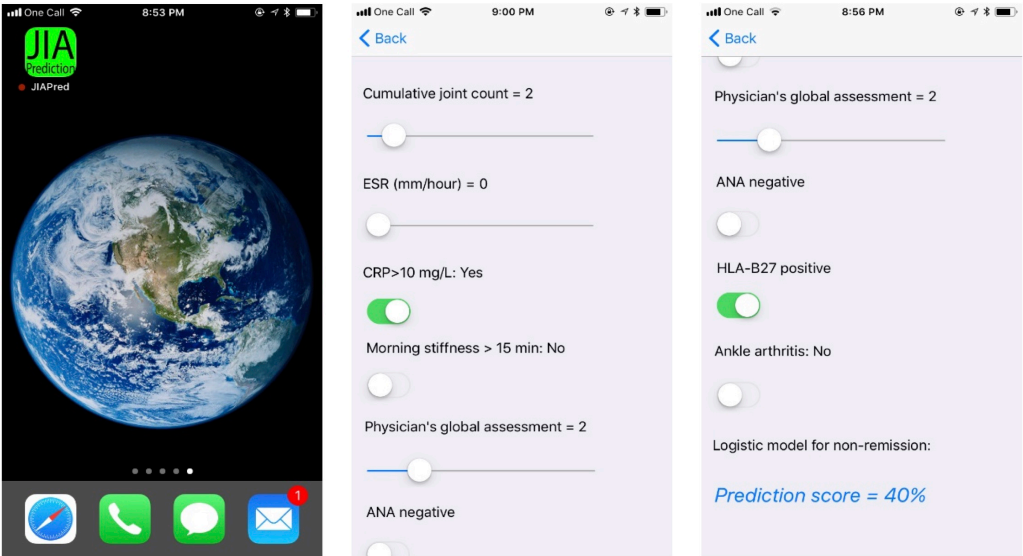 One Call 8:53 PM
JIA
Prediction
JIAPred
1
One Call 9:00 PM
Back
Cumulative joint count = 2
ESR (mm/hour) = 0
CRP>10 mg/L: Yes
Morning stiffness > 15 min: No
Physician's global assessment = 2
ANA negative
One Call 8:56 PM
Back
Physician's global assessment = 2
ANA negative
HLA-B27 positive
Ankle arthritis: No
Logistic model for non-remission:
Prediction score = 40%